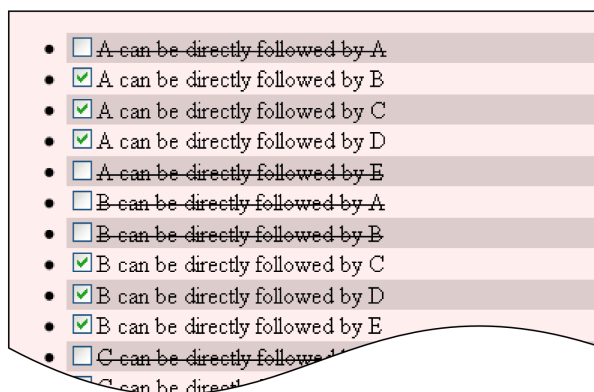 A can be directly followed by A
A can be directly followed by B
A can be directly followed by C
A can be directly followed by D
A can be directly followed by E
B can be directly followed by A
B can be directly followed by B
B can be directly followed by C
B can be directly followed by D
B can be directly followed by E
C can be directly followed
C can be